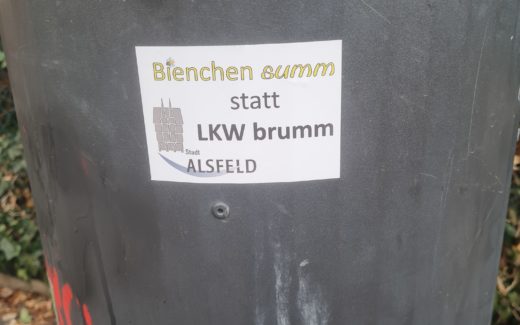 Bienchen summ
statt
LKW brumm
Stadt
ALSFELD